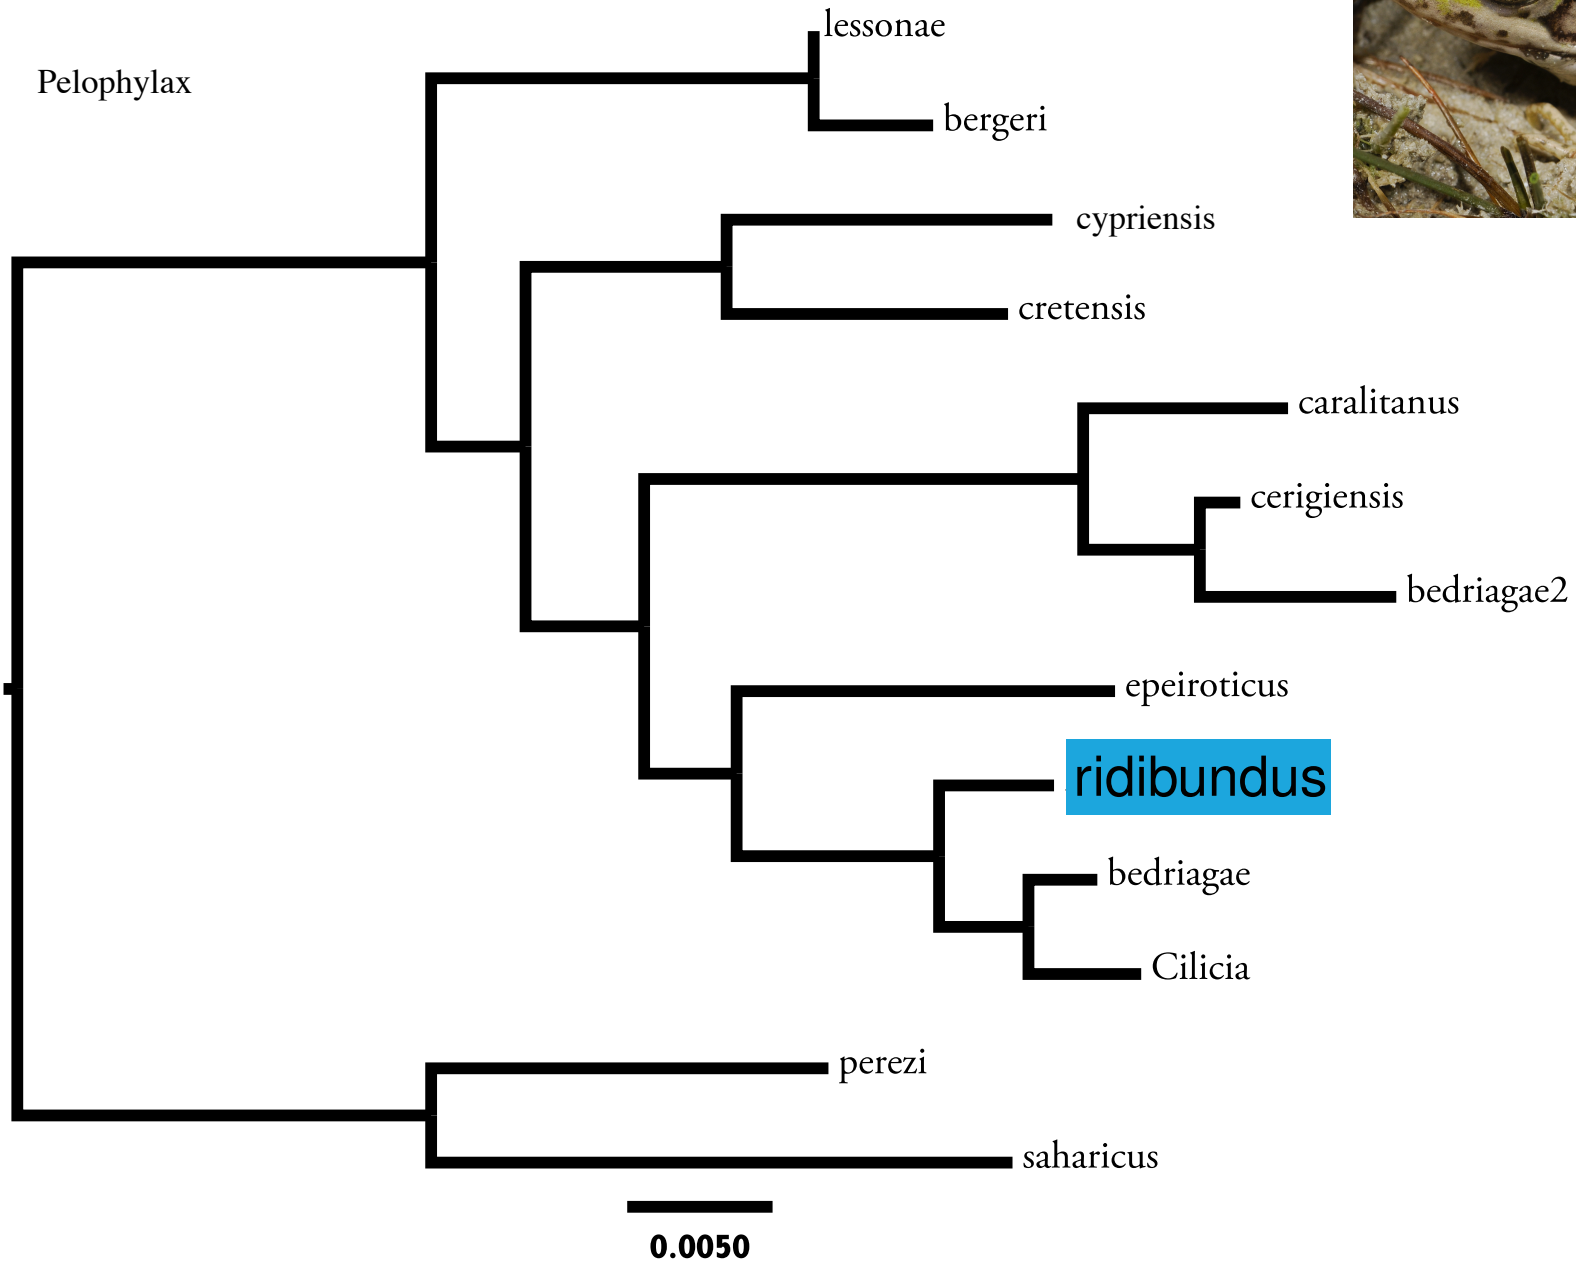 lessonae
Pelophylax
bergeri
cypriensis
cretensis
caralitanus
cerigiensis
bedriagae2
epeiroticus
ridibundus
bedriagae
Cilicia
perezi
saharicus
0.0050